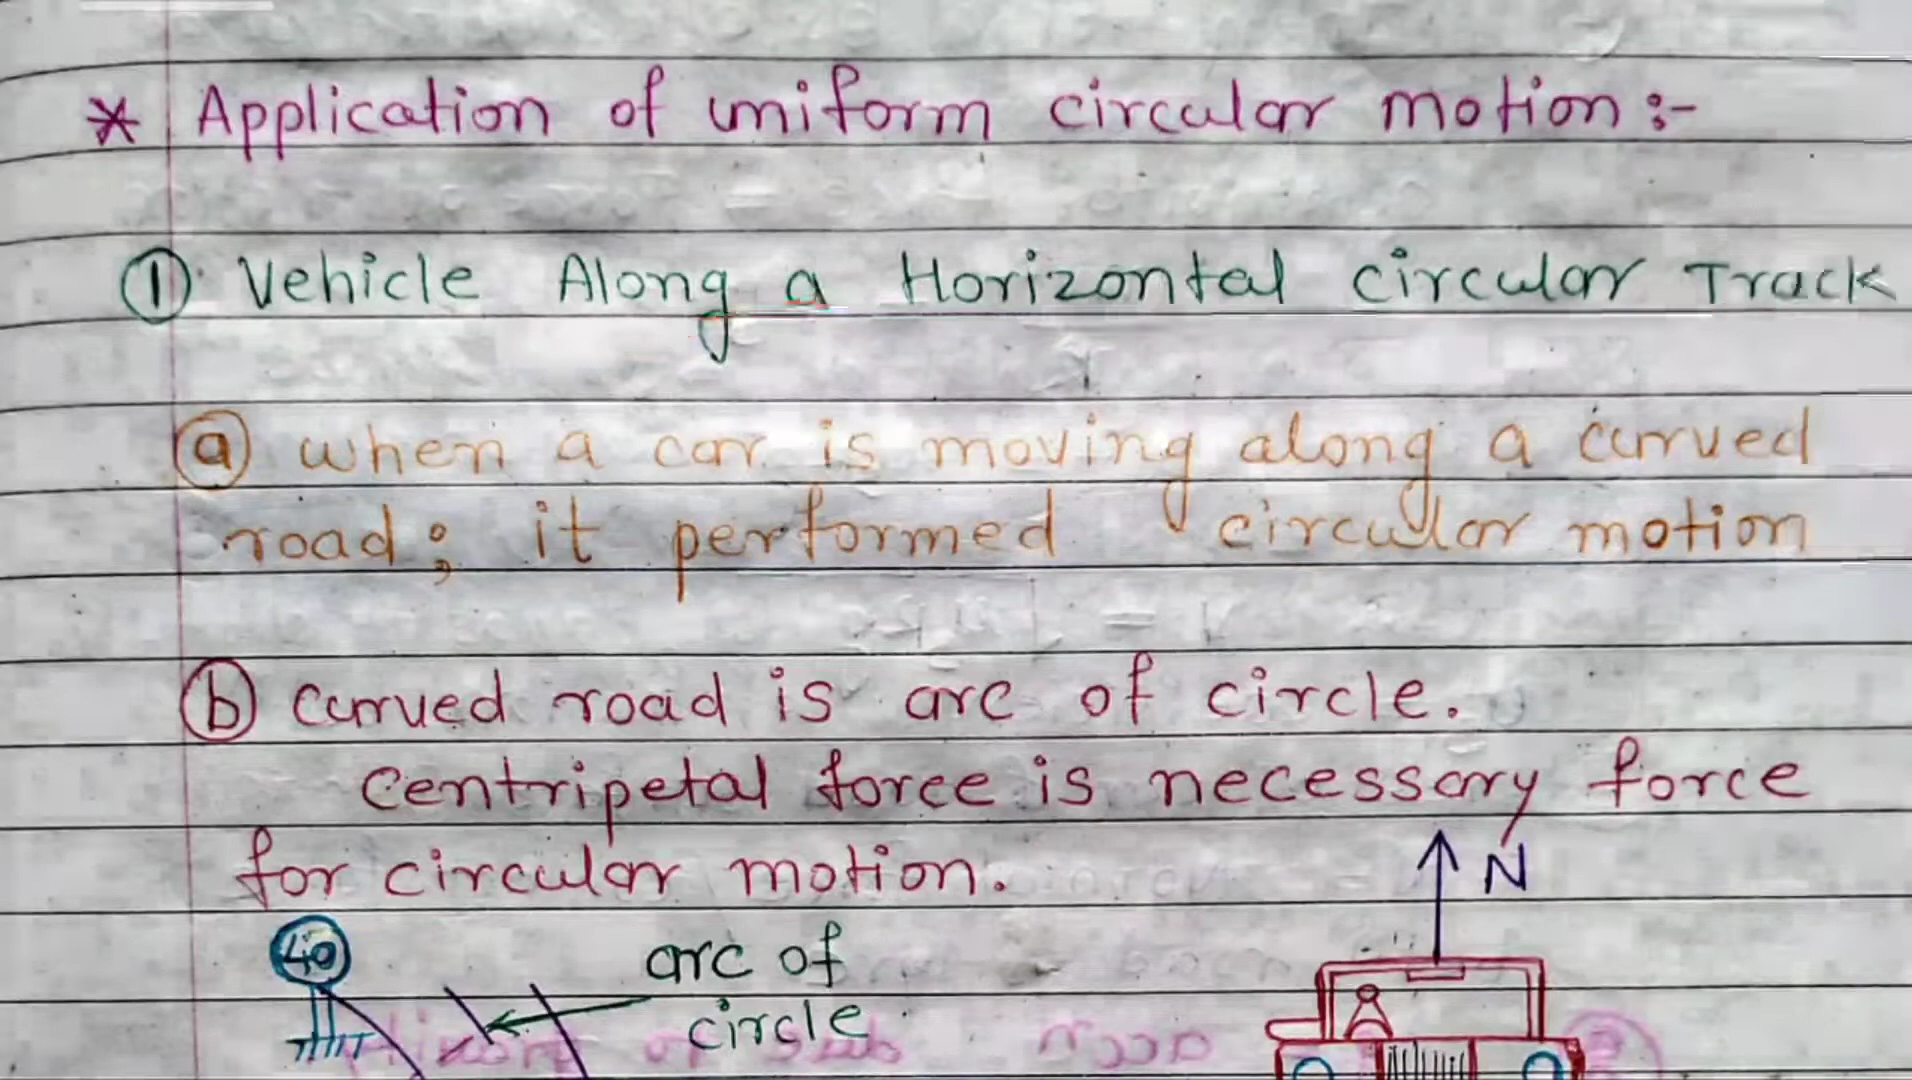 * Application of uniform circular motion :-
① Vehicle Along a Horizontal circular Track
ⓐ when a car is moving along a curved
road; it performed circular motion
ⓑ curved road is arc of circle.
Centripetal force is necessary force
for circular motion.
N
40
arc of
circle